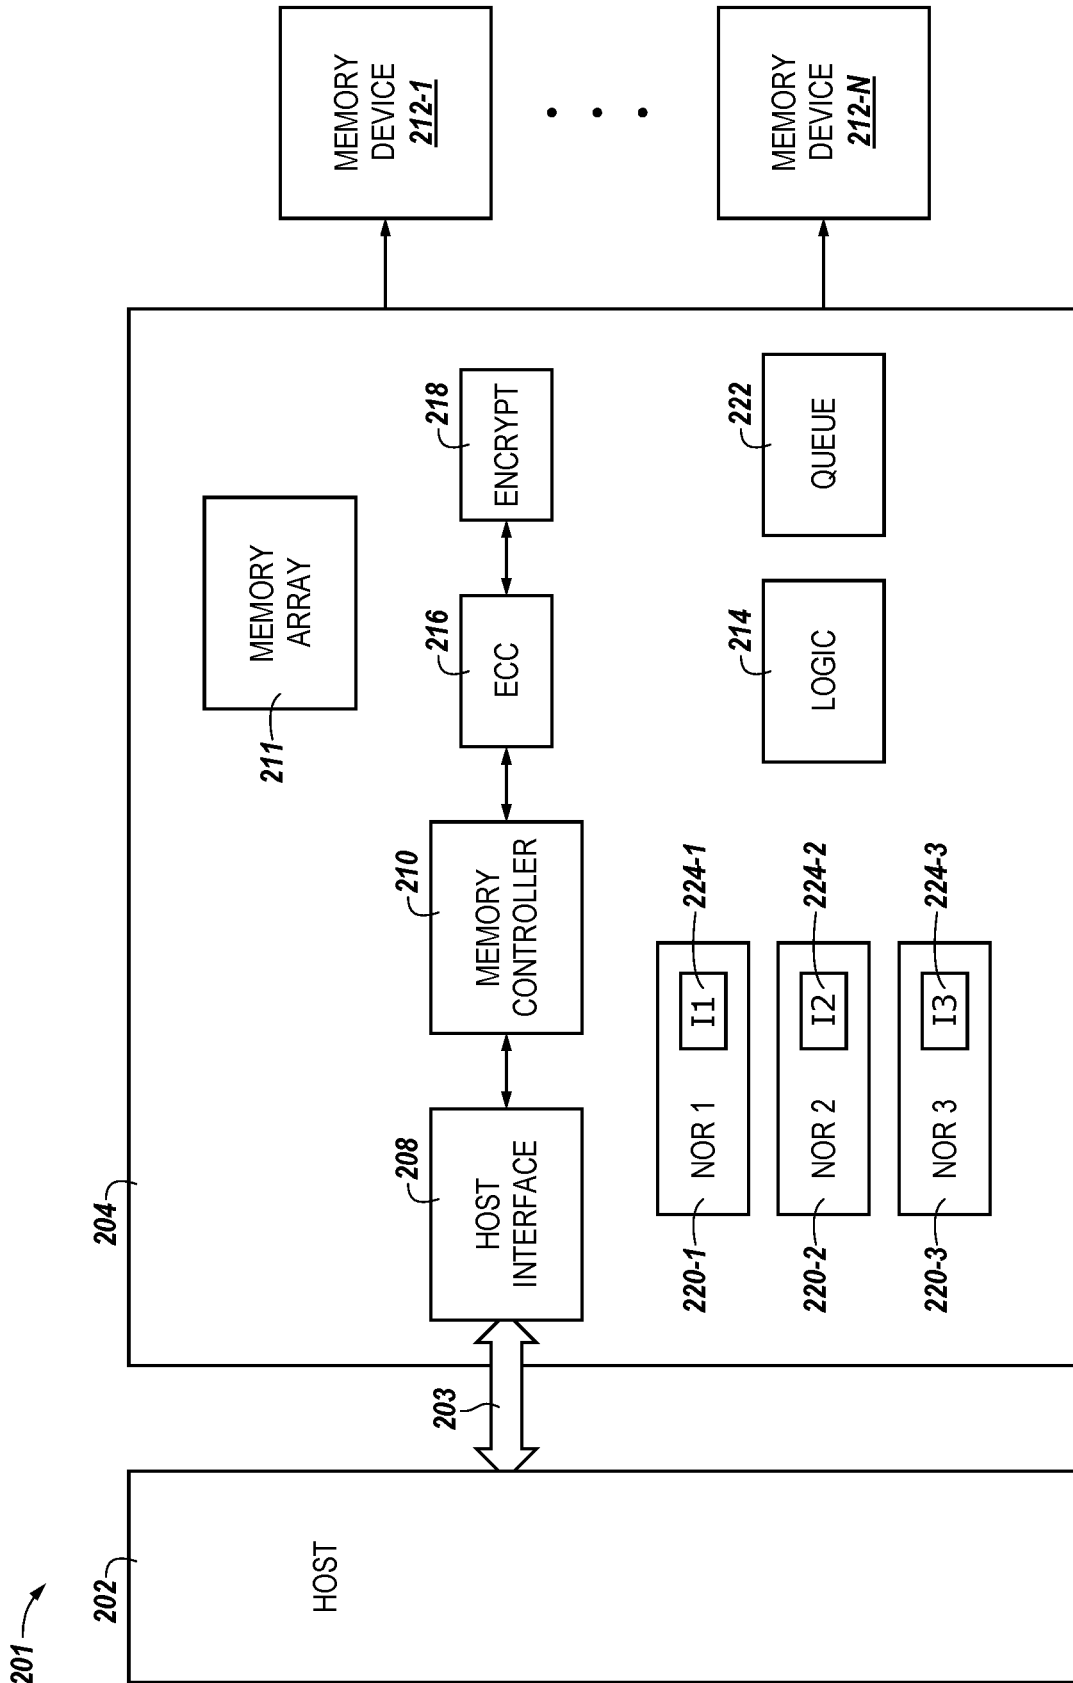 201
202
HOST
203
204
HOST
INTERFACE
208
MEMORY
CONTROLLER
210
ECC
216
ENCRYPT
218
MEMORY
ARRAY
211
NOR 1
I1
220-1
224-1
NOR 2
I2
220-2
224-2
NOR 3
I3
220-3
224-3
LOGIC
214
QUEUE
222
MEMORY
DEVICE
212-1
MEMORY
DEVICE
212-N